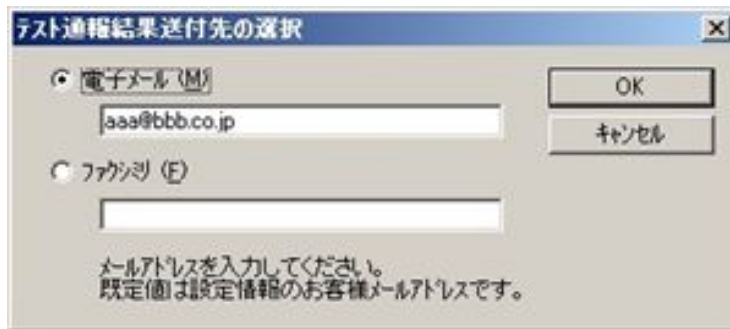 テスト通報結果送付先の選択
電子メール (M)
OK
aaa@bbb.co.jp
キャンセル
ファクシミリ (F)
メールアドレスを入力してください。
既定値は設定情報のお客様メールアドレスです。